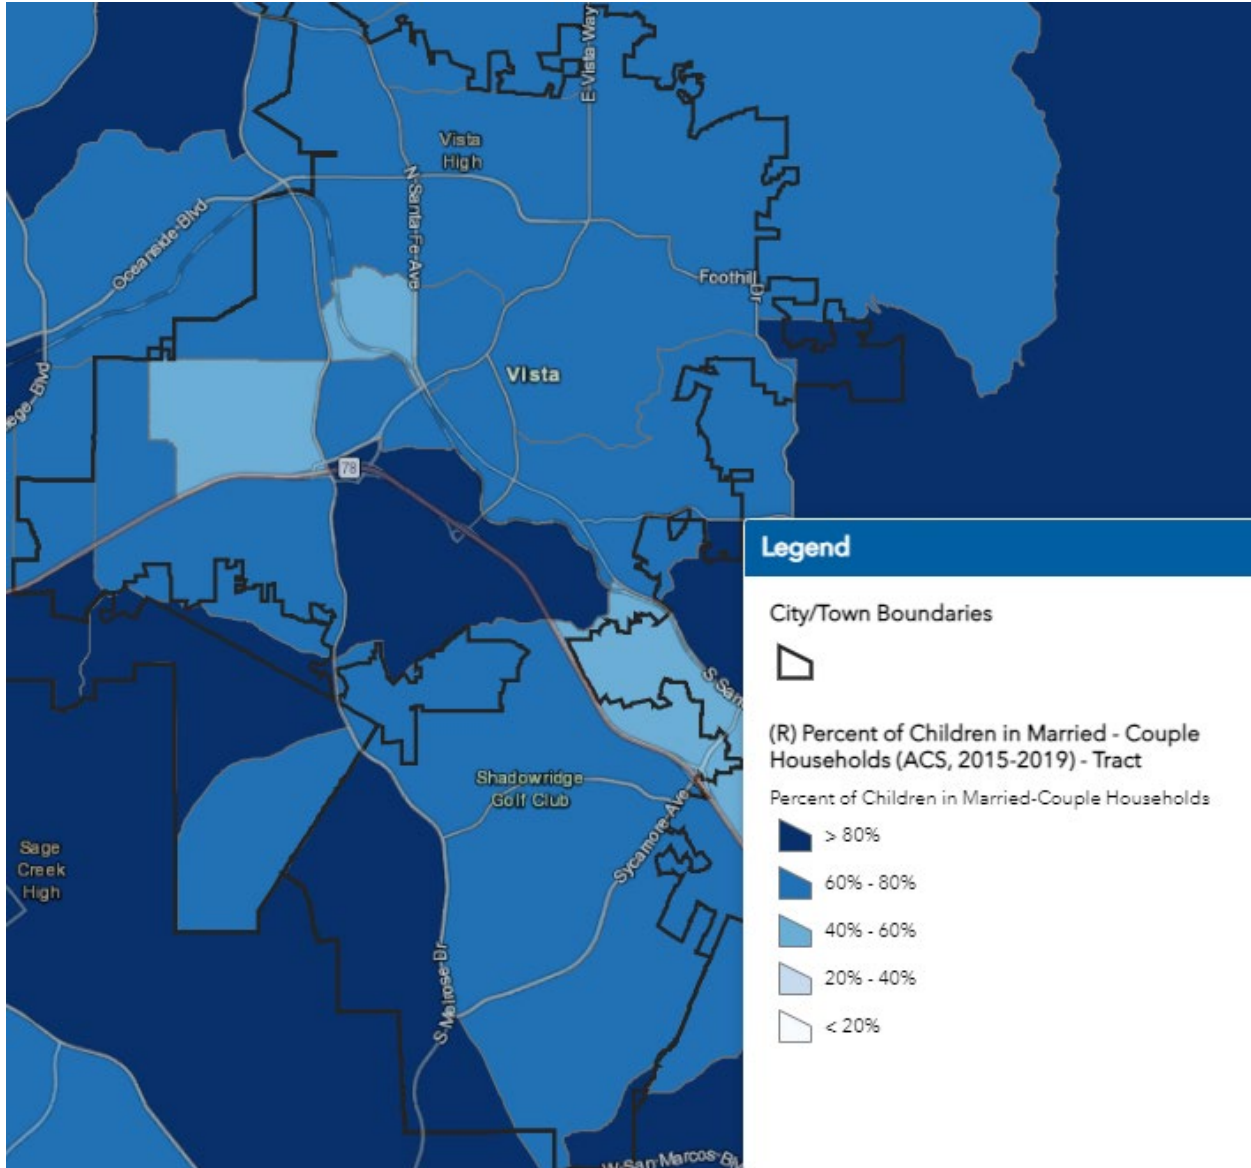 E Vista Way
Vista
High
N Santa Fe Ave
Oceanside Blvd
Foothill Dr
Vista
78
Legend
City/Town Boundaries
(R) Percent of Children in Married - Couple
Households (ACS, 2015-2019) - Tract
Percent of Children in Married-Couple Households
> 80%
60% - 80%
40% - 60%
20% - 40%
< 20%
Shadowridge
Golf Club
Sycamore Ave
Sage
Creek
High
S Melrose Dr
W San Marcos